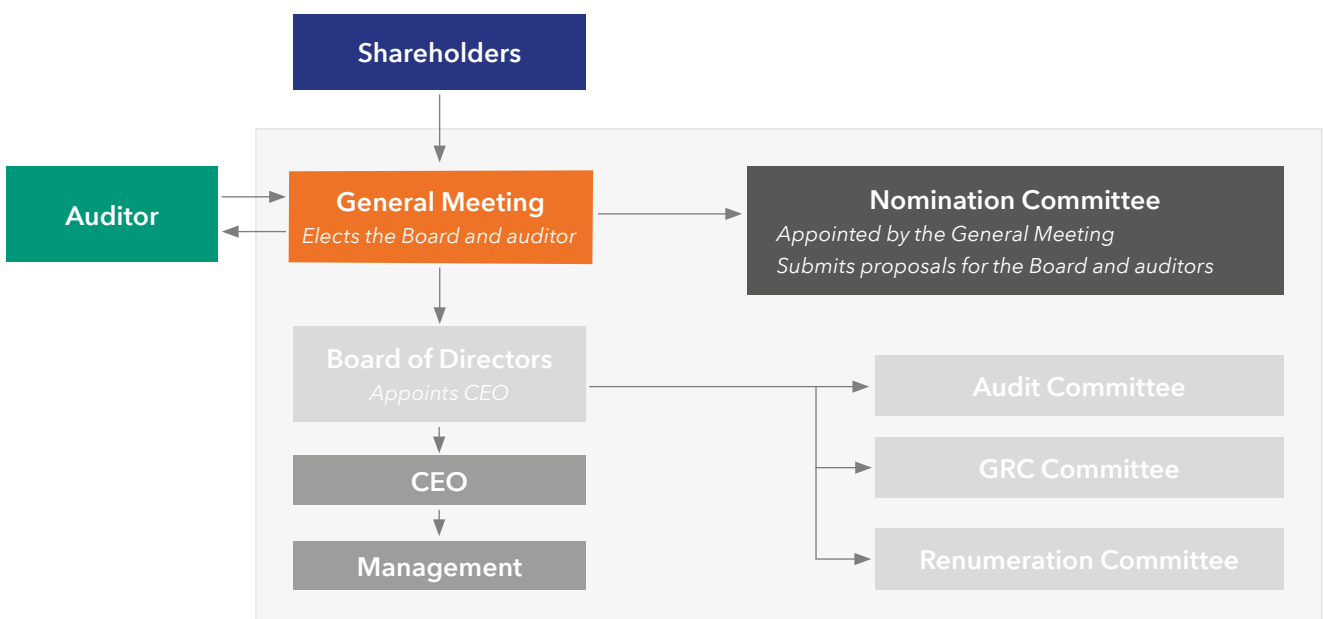 Shareholders
Auditor
General Meeting
Elects the Board and auditor
Nomination Committee
Appointed by the General Meeting
Submits proposals for the Board and auditors
Board of Directors
Appoints CEO
Audit Committee
GRC Committee
CEO
Management
Renumeration Committee